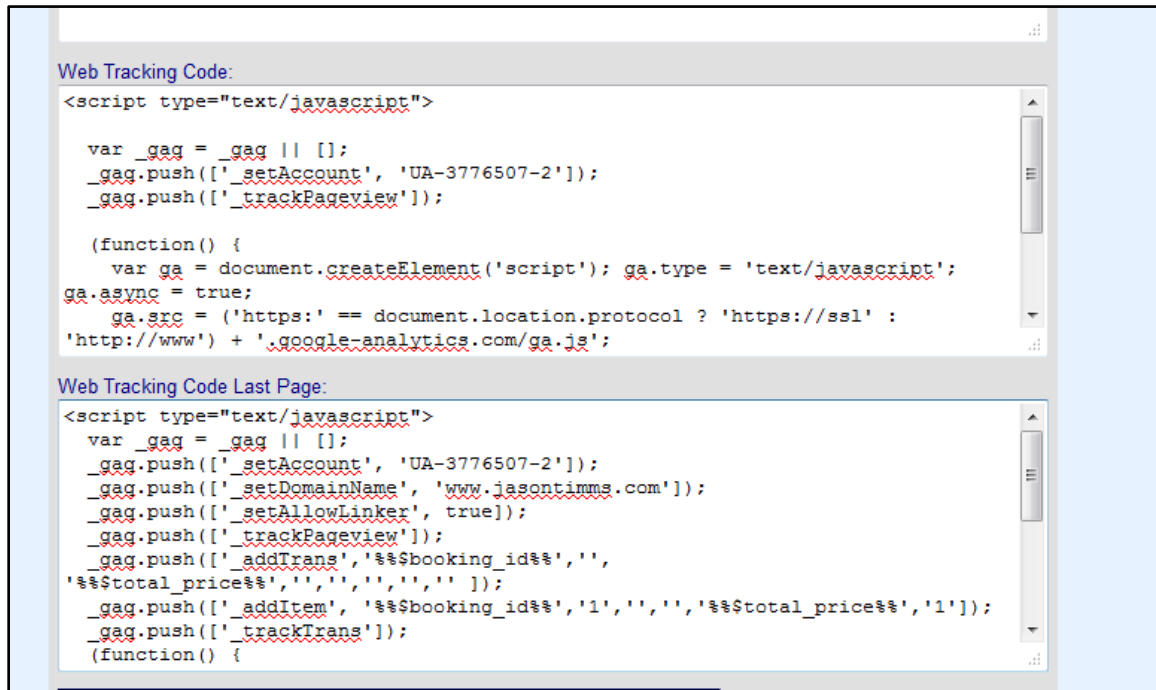 Web Tracking Code:
<script type="text/javascript">
var _gaq = _gaq || [];
_gaq.push(['_setAccount', 'UA-3776507-2']);
_gaq.push(['_trackPageview']);
(function() {
var ga = document.createElement('script'); ga.type = 'text/javascript';
ga.async = true;
ga.src = ('https:' == document.location.protocol ? 'https://ssl' :
'http://www') + '.google-analytics.com/ga.js';
Web Tracking Code Last Page:
<script type="text/javascript">
var _gaq = _gaq || [];
_gaq.push(['_setAccount', 'UA-3776507-2']);
_gaq.push(['_setDomainName', 'www.jasontimms.com']);
_gaq.push(['_setAllowLinker', true]);
_gaq.push(['_trackPageview']);
_gaq.push(['_addTrans','%%$booking_id%%','',
'%%$total_price%%','','','','','' ]);
_gaq.push(['_addItem', '%%$booking_id%%','1','','','%%$total_price%%','1']);
_gaq.push(['_trackTrans']);
(function() {